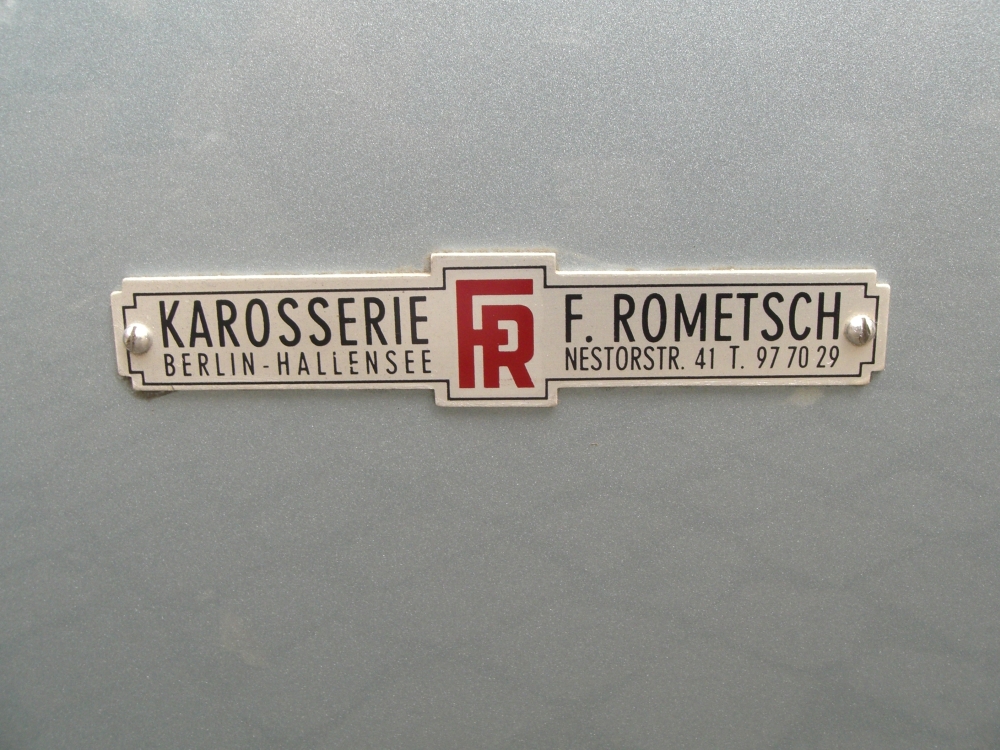 KAROSSERIE
BERLIN-HALLENSEE
FR
F. ROMETSCH
NESTORSTR. 41 T. 97 70 29